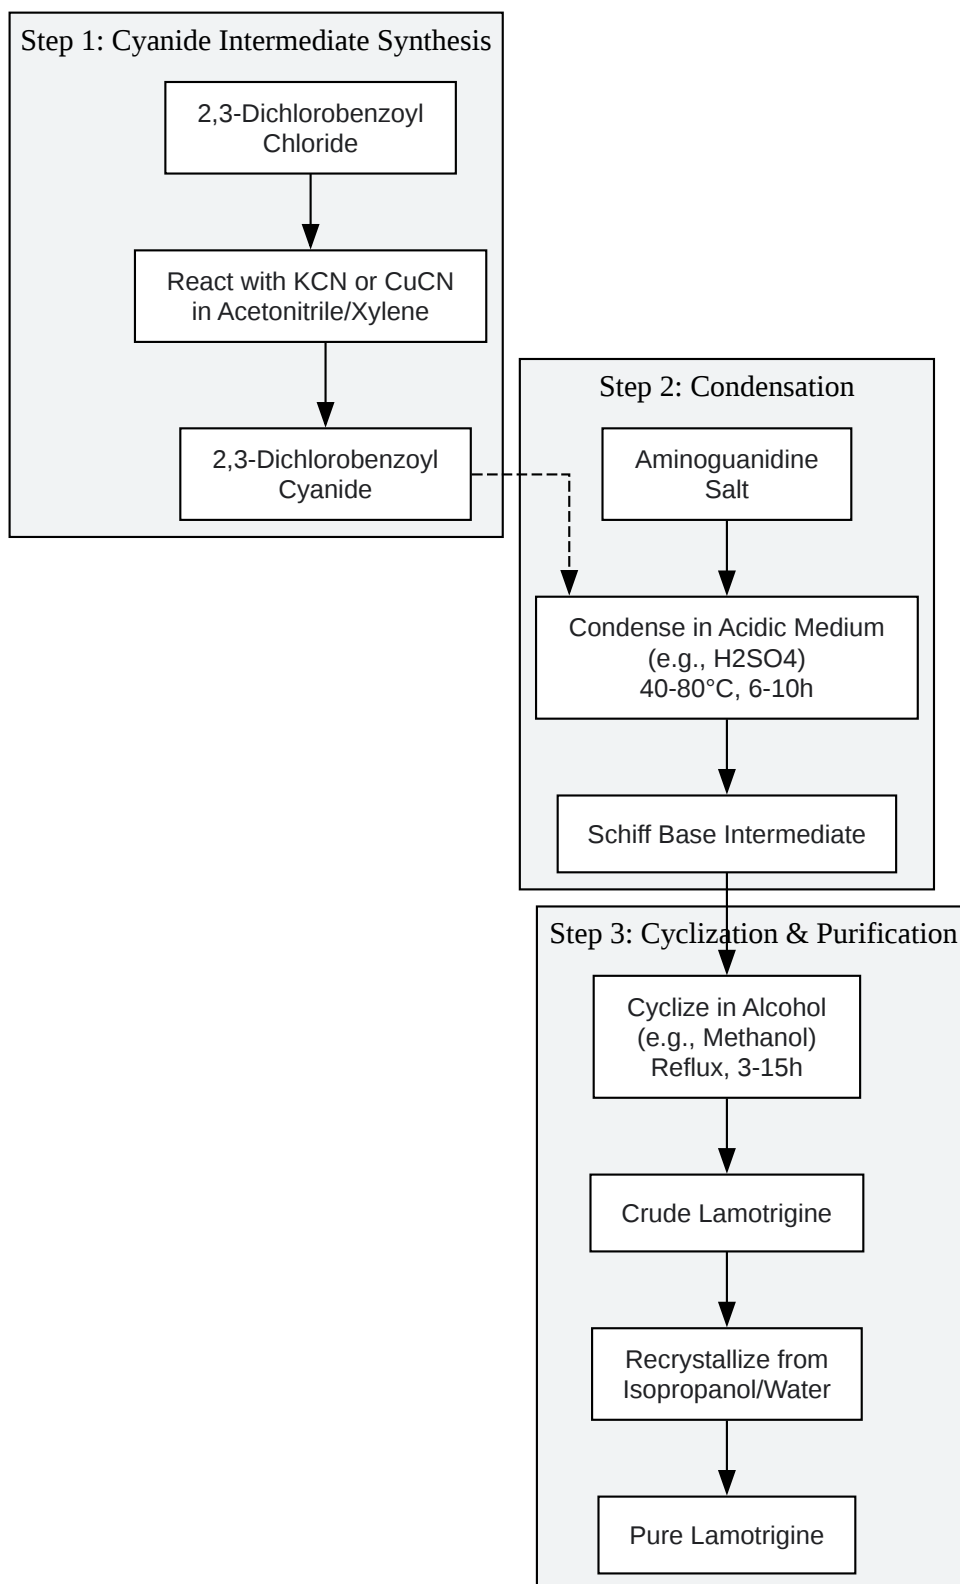 Step 1: Cyanide Intermediate Synthesis
2,3-Dichlorobenzoyl
Chloride
React with KCN or CuCN
in Acetonitrile/Xylene
2,3-Dichlorobenzoyl
Cyanide
Step 2: Condensation
Aminoguanidine
Salt
Condense in Acidic Medium
(e.g., H2SO4)
40-80°C, 6-10h
Schiff Base Intermediate
Step 3: Cyclization & Purification
Cyclize in Alcohol
(e.g., Methanol)
Reflux, 3-15h
Crude Lamotrigine
Recrystallize from
Isopropanol/Water
Pure Lamotrigine